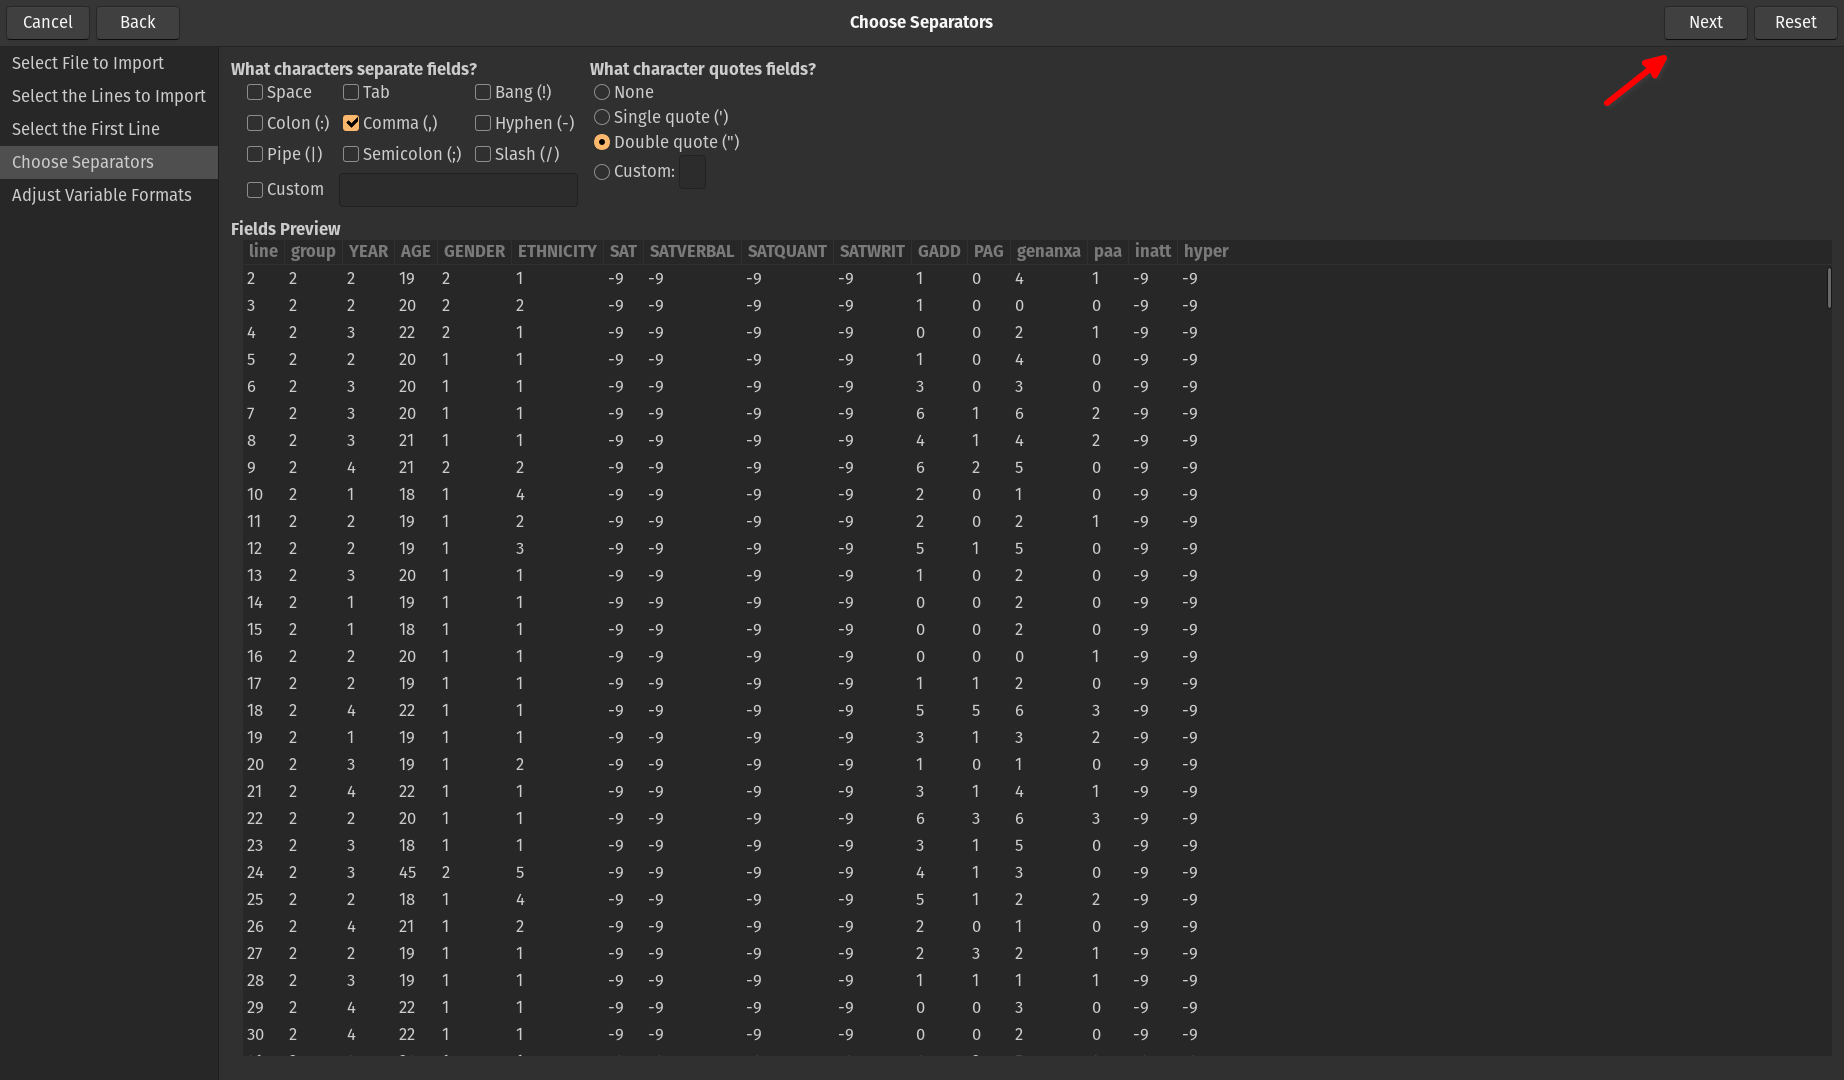 Cancel Back Choose Separators Next Reset
Select File to Import
Select the Lines to Import
Select the First Line
Choose Separators
Adjust Variable Formats
What characters separate fields? What character quotes fields?
Space Tab Bang (!) None
Colon (:) Comma (,) Hyphen (-) Single quote (')
Pipe (|) Semicolon (;) Slash (/) Double quote (")
Custom Custom:
Fields Preview
line group YEAR AGE GENDER ETHNICITY SAT SATVERBAL SATQUANT SATWRIT GADD PAG genanxa paa inatt hyper
2 2 2 19 2 1 -9 -9 -9 -9 1 0 4 1 -9 -9
3 2 2 20 2 2 -9 -9 -9 -9 1 0 0 0 -9 -9
4 2 3 22 2 1 -9 -9 -9 -9 0 0 2 1 -9 -9
5 2 2 20 1 1 -9 -9 -9 -9 1 0 4 0 -9 -9
6 2 3 20 1 1 -9 -9 -9 -9 3 0 3 0 -9 -9
7 2 3 20 1 1 -9 -9 -9 -9 6 1 6 2 -9 -9
8 2 3 21 1 1 -9 -9 -9 -9 4 1 4 2 -9 -9
9 2 4 21 2 2 -9 -9 -9 -9 6 2 5 0 -9 -9
10 2 1 18 1 4 -9 -9 -9 -9 2 0 1 0 -9 -9
11 2 2 19 1 2 -9 -9 -9 -9 2 0 2 1 -9 -9
12 2 2 19 1 3 -9 -9 -9 -9 5 1 5 0 -9 -9
13 2 3 20 1 1 -9 -9 -9 -9 1 0 2 0 -9 -9
14 2 1 19 1 1 -9 -9 -9 -9 0 0 2 0 -9 -9
15 2 1 18 1 1 -9 -9 -9 -9 0 0 2 0 -9 -9
16 2 2 20 1 1 -9 -9 -9 -9 0 0 0 1 -9 -9
17 2 2 19 1 1 -9 -9 -9 -9 1 1 2 0 -9 -9
18 2 4 22 1 1 -9 -9 -9 -9 5 5 6 3 -9 -9
19 2 1 19 1 1 -9 -9 -9 -9 3 1 3 2 -9 -9
20 2 3 19 1 2 -9 -9 -9 -9 1 0 1 0 -9 -9
21 2 4 22 1 1 -9 -9 -9 -9 3 1 4 1 -9 -9
22 2 2 20 1 1 -9 -9 -9 -9 6 3 6 3 -9 -9
23 2 3 18 1 1 -9 -9 -9 -9 3 1 5 0 -9 -9
24 2 3 45 2 5 -9 -9 -9 -9 4 1 3 0 -9 -9
25 2 2 18 1 4 -9 -9 -9 -9 5 1 2 2 -9 -9
26 2 4 21 1 2 -9 -9 -9 -9 2 0 1 0 -9 -9
27 2 2 19 1 1 -9 -9 -9 -9 2 3 2 1 -9 -9
28 2 3 19 1 1 -9 -9 -9 -9 1 1 1 1 -9 -9
29 2 4 22 1 1 -9 -9 -9 -9 0 0 3 0 -9 -9
30 2 4 22 1 1 -9 -9 -9 -9 0 0 2 0 -9 -9